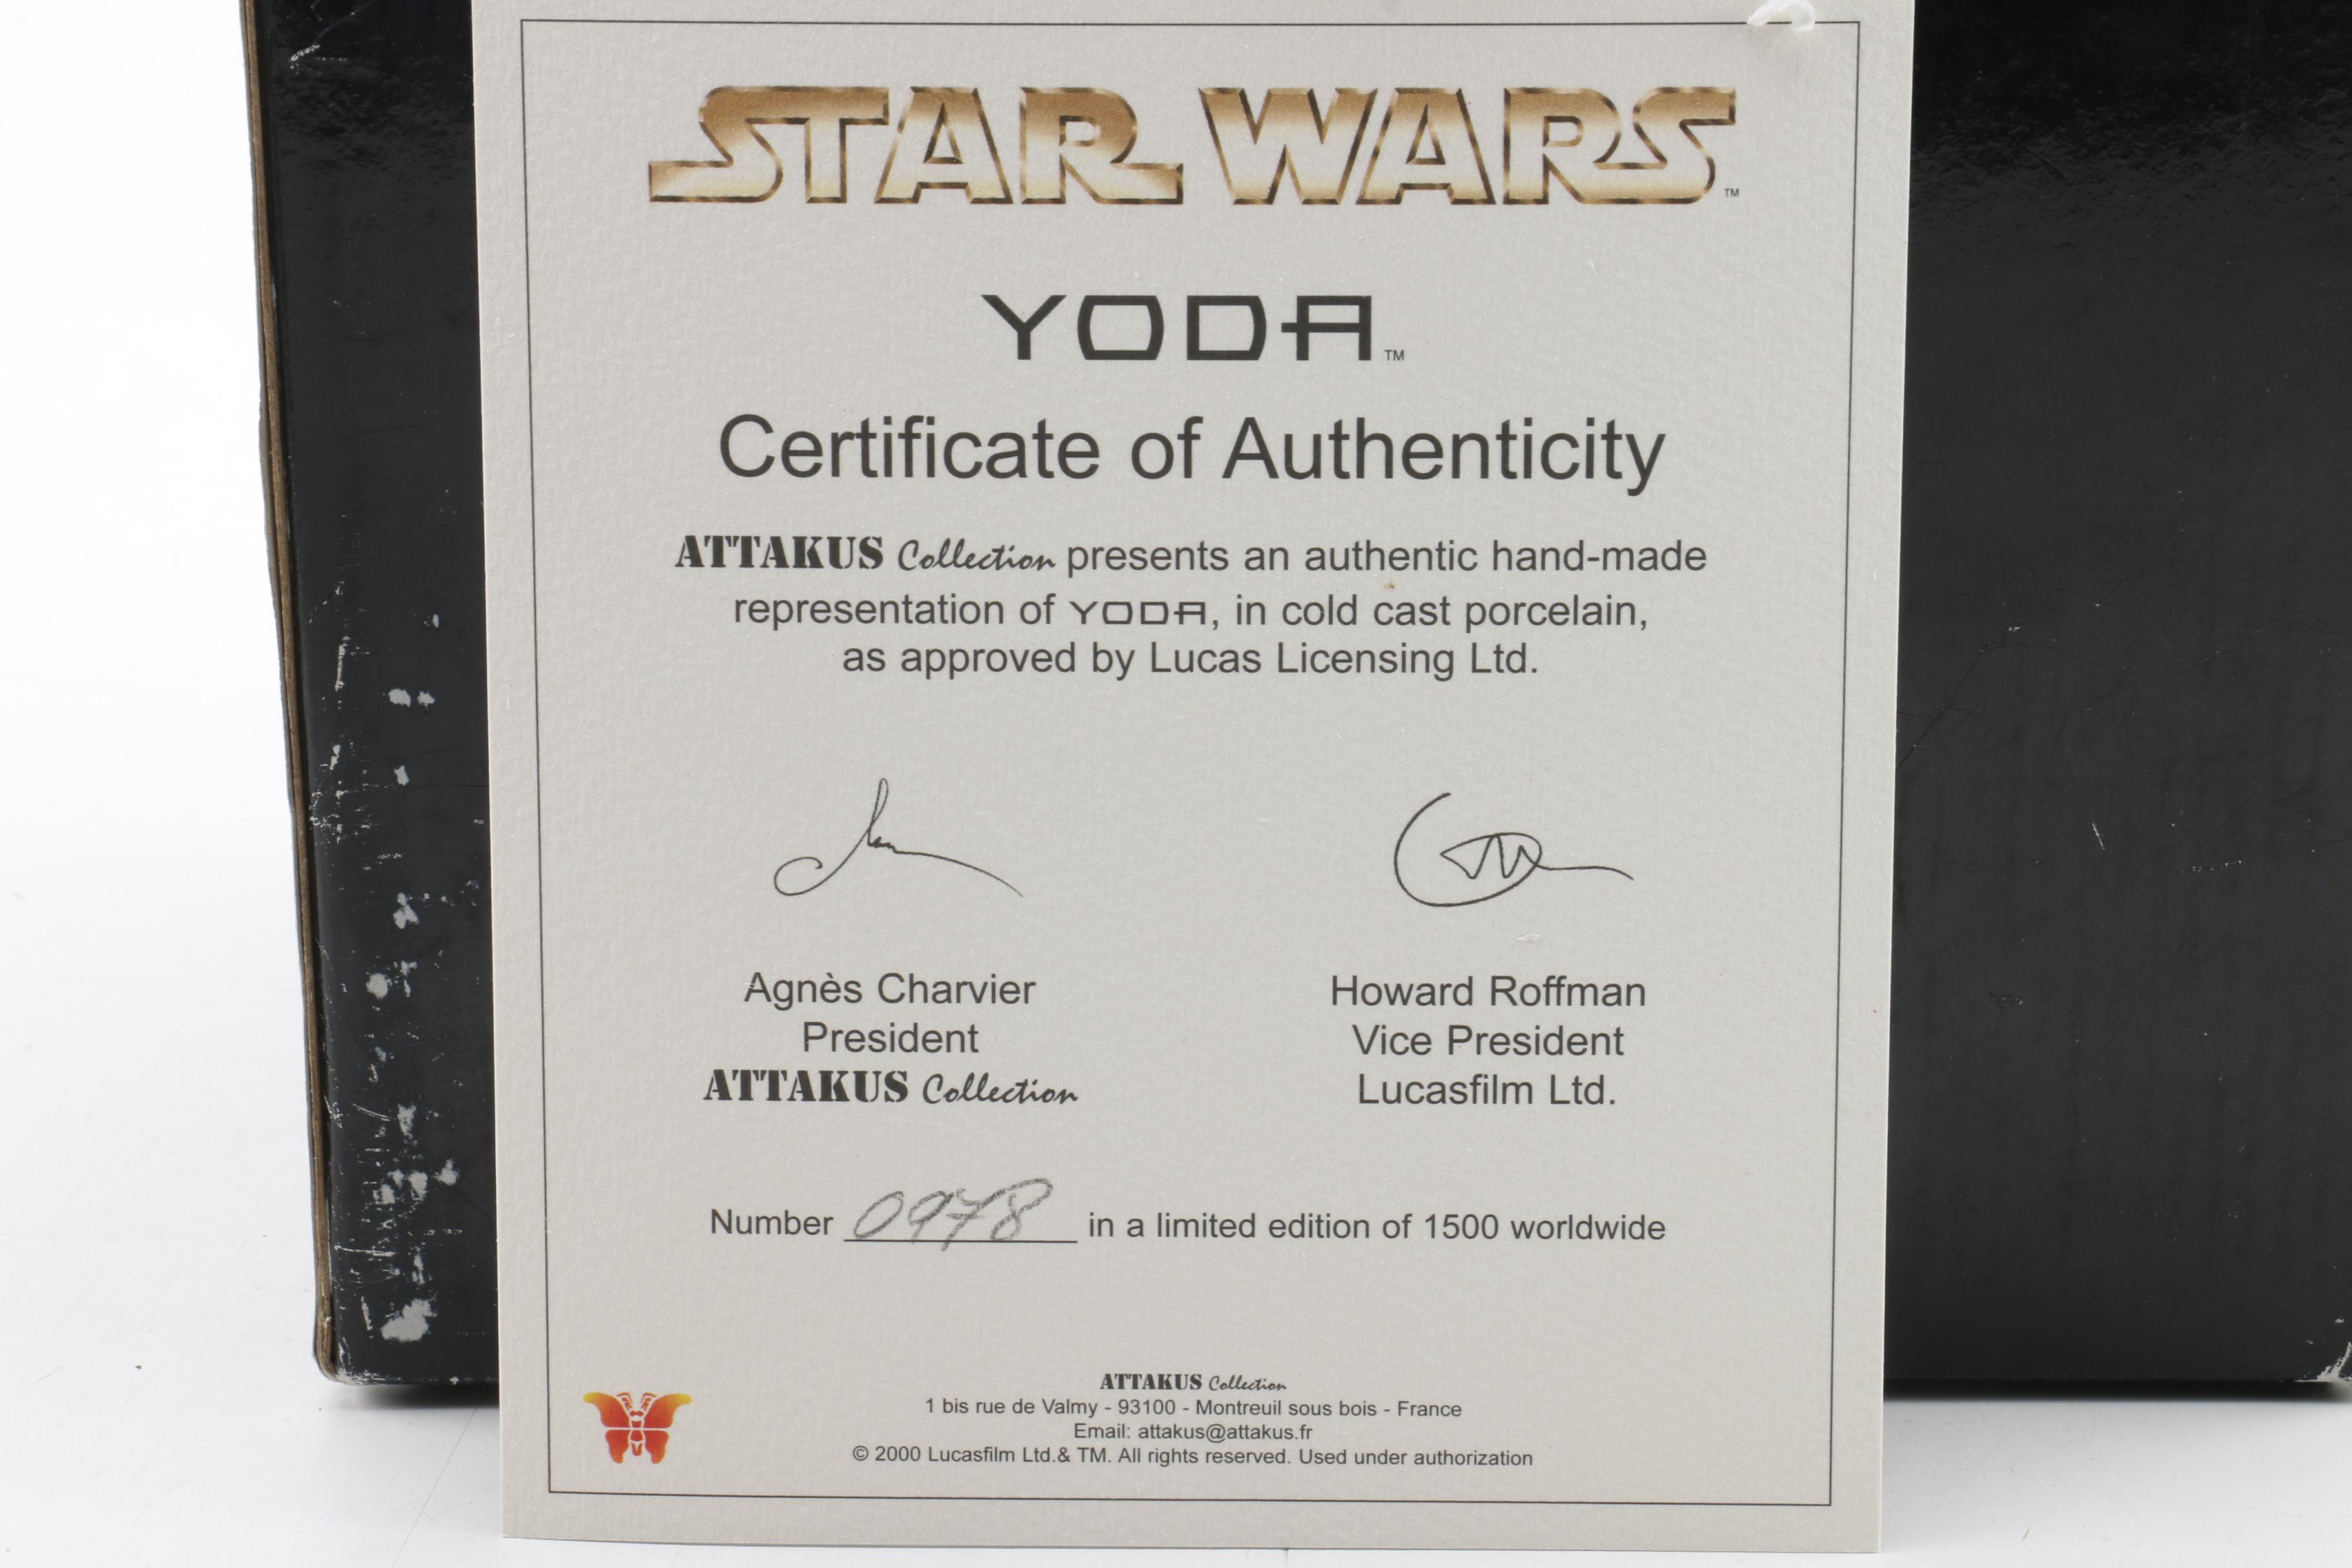 STAR WARS™
YODA™
Certificate of Authenticity
ATTAKUS Collection presents an authentic hand-made
representation of YODA, in cold cast porcelain,
as approved by Lucas Licensing Ltd.
Agnès Charvier Howard Roffman
President Vice President
ATTAKUS Collection Lucasfilm Ltd.
Number 0978 in a limited edition of 1500 worldwide
ATTAKUS Collection
1 bis rue de Valmy - 93100 - Montreuil sous bois - France
Email: attakus@attakus.fr
© 2000 Lucasfilm Ltd.& TM. All rights reserved. Used under authorization